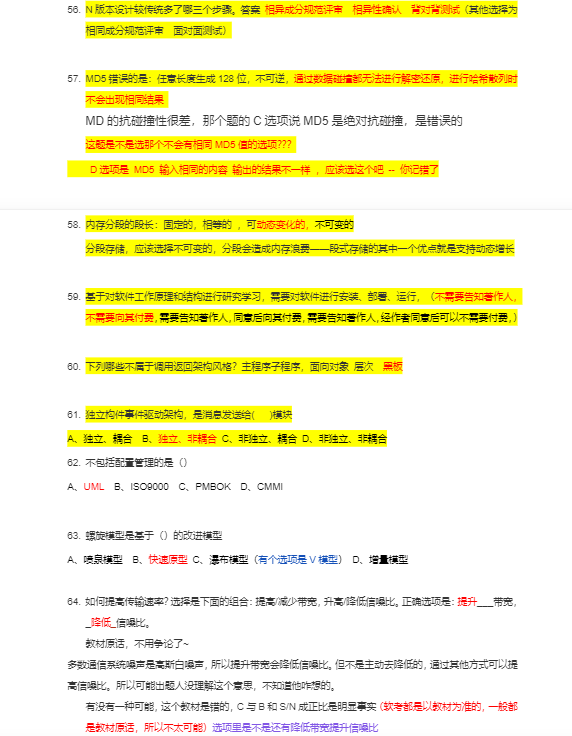 56. N 版本设计较传统多了哪三个步骤。答案 相异成分规范评审 相异性确认 背对背测试（其他选择为
相同成分规范评审 面对面测试）
57. MD5 错误的是：任意长度生成 128 位，不可逆，通过数据碰撞都无法进行解密还原，进行哈希散列时
不会出现相同结果
MD 的抗碰撞性很差，那个题的 C 选项说 MD5 是绝对抗碰撞，是错误的
这题是不是选那个不会有相同 MD5 值的选项???
D 选项是 MD5 输入相同的内容 输出的结果不一样 ，应该选这个吧 -- 你记错了
58. 内存分段的段长：固定的，相等的 ，可动态变化的，不可变的
分段存储，应该选择不可变的，分段会造成内存浪费——段式存储的其中一个优点就是支持动态增长
59. 基于对软件工作原理和结构进行研究学习，需要对软件进行安装、部署、运行，（不需要告知著作人，
不需要向其付费，需要告知著作人，同意后向其付费，需要告知著作人，经作者同意后可以不需要付费，）
60. 下列哪些不属于调用返回架构风格？主程序子程序，面向对象 层次 黑板
61. 独立构件事件驱动架构，是消息发送给( )模块
A、独立、耦合 B、独立、非耦合 C、非独立、耦合 D、非独立、非耦合
62. 不包括配置管理的是（）
A、UML B、ISO9000 C、PMBOK D、CMMI
63. 螺旋模型是基于（）的改进模型
A、喷泉模型 B、快速原型 C、瀑布模型（有个选项是 V 模型） D、增量模型
64. 如何提高传输速率？选择是下面的组合：提高/减少带宽，升高/降低信噪比。正确选项是：提升___带宽，
_降低_信噪比。
教材原话，不用争论了~
多数通信系统噪声是高斯白噪声，所以提升带宽会降低信噪比。但不是主动去降低的，通过其他方式可以提
高信噪比。所以可能出题人没理解这个意思，不知道他咋想的。
有没有一种可能，这个教材是错的，C 与 B 和 S/N 成正比是明显事实（软考都是以教材为准的，一般都
是教材原话，所以不太可能）选项里是不是还有降低带宽提升信噪比